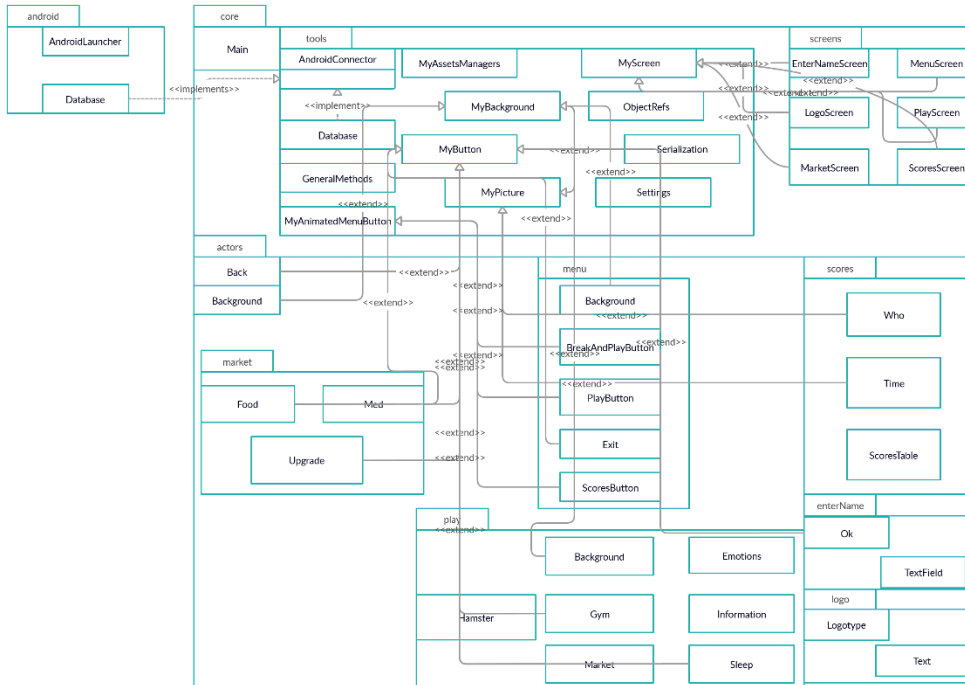 android
core
AndroidLauncher
Database
<<implements>>
Main
tools
AndroidConnector
MyAssetsManagers
MyScreen
<<implement>>
MyBackground
ObjectRefs
Database
MyButton
Serialization
<<extend>>
GeneralMethods
MyPicture
Settings
<<extend>>
<<extend>>
MyAnimatedMenuButton
screens
<<extend>>
EnterNameScreen
MenuScreen
<<extend>>
<<extend>>
<<extend>>
LogoScreen
PlayScreen
<<extend>>
MarketScreen
ScoresScreen
<<extend>>
actors
Back
<<extend>>
Background
<<extend>>
<<extend>>
<<extend>>
<<extend>>
<<extend>>
<<extend>>
market
Food
Med
<<extend>>
Upgrade
<<extend>>
menu
Background
<<extend>>
BreakAndPlayButton
<<extend>>
<<extend>>
<<extend>>
PlayButton
Exit
ScoresButton
scores
Who
Time
ScoresTable
play
<<extend>>
Background
Emotions
Hamster
Gym
Information
Market
Sleep
enterName
Ok
TextField
logo
Logotype
Text